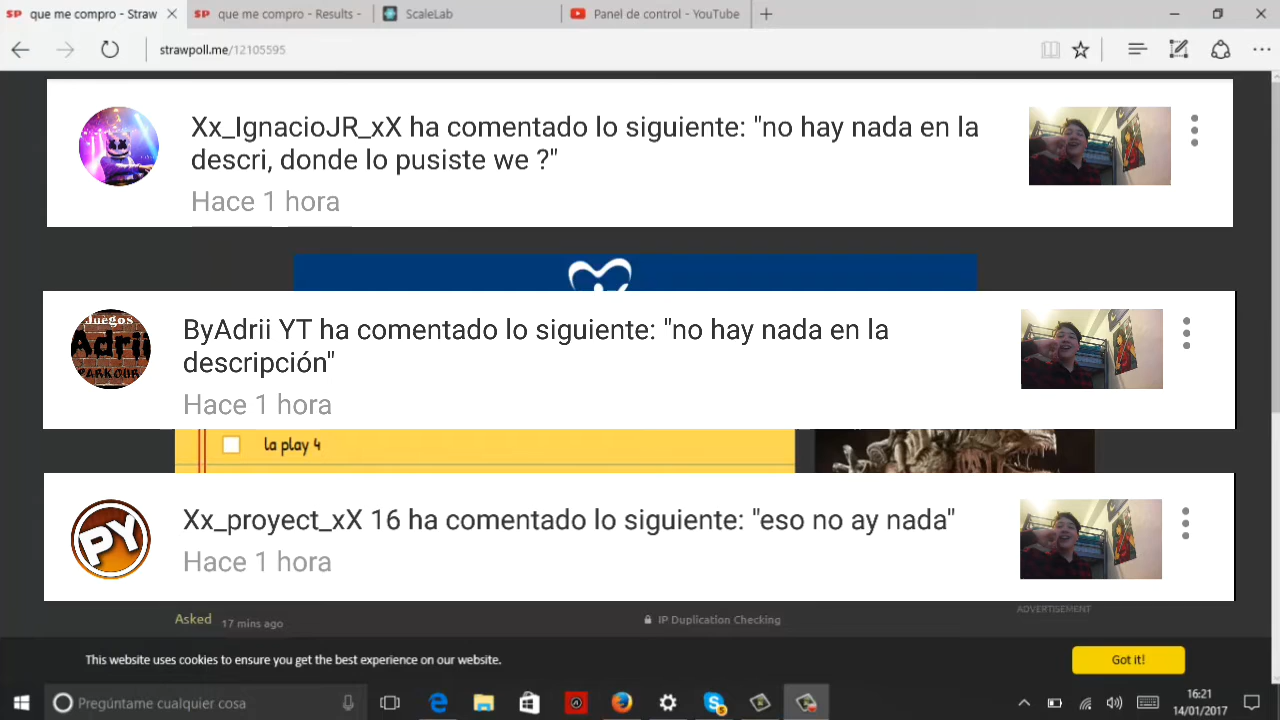 que me compro - Straw
que me compro - Results -
ScaleLab
Panel de control - YouTube
strawpoll.me/12105595
Xx_IgnacioJR_xX ha comentado lo siguiente: "no hay nada en la
descri, donde lo pusiste we ?"
Hace 1 hora
Juegos
Adrii
PARKOUR
ByAdrii YT ha comentado lo siguiente: "no hay nada en la
descripción"
Hace 1 hora
la play 4
PY
Xx_proyect_xX 16 ha comentado lo siguiente: "eso no ay nada"
Hace 1 hora
Asked 17 mins ago
IP Duplication Checking
ADVERTISEMENT
This website uses cookies to ensure you get the best experience on our website.
Got it!
Pregúntame cualquier cosa
16:21
14/01/2017